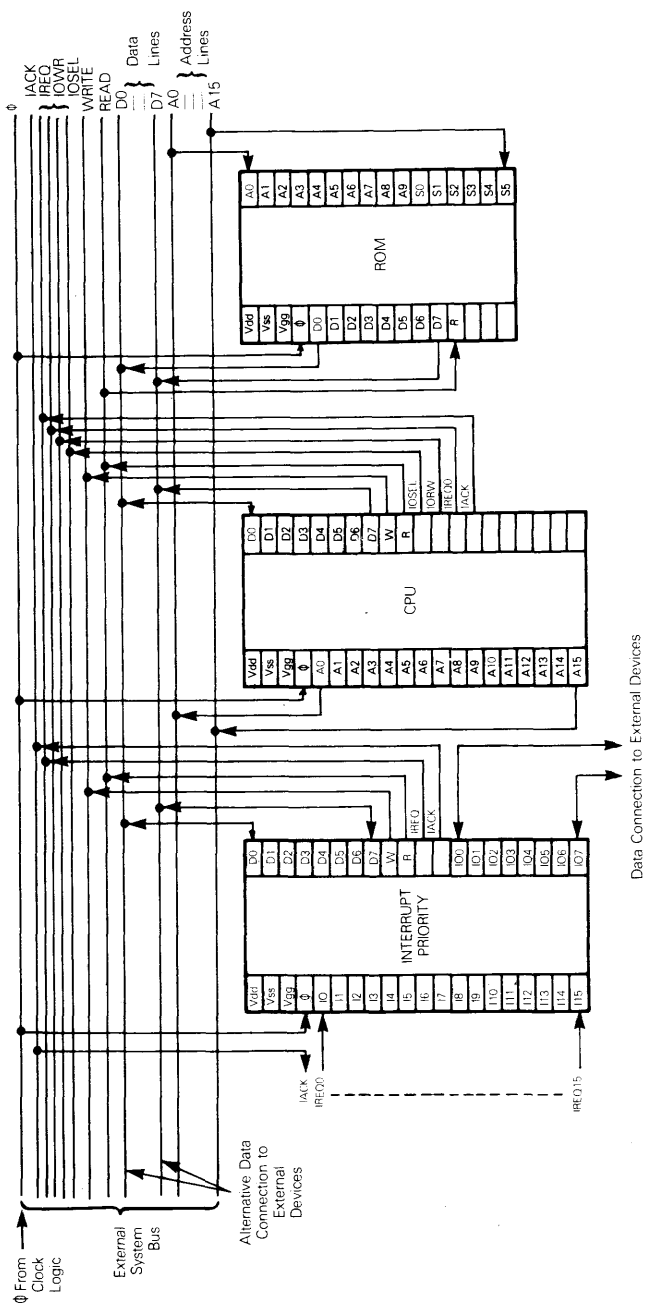 Φ
IACK
IREQ
IOWR
IOSEL
WRITE
READ
D0
Data
Lines
D7
A0
Address
Lines
A15
Φ From
Clock
Logic
External
System
Bus
Alternative Data
Connection to
External
Devices
IACK
IREQ0
IREQ15
Vdd
Vss
Vgg
Φ
I0
I1
I2
I3
I4
I5
I6
I7
I8
I9
I10
I11
I12
I13
I14
I15
INTERRUPT
PRIORITY
D0
D1
D2
D3
D4
D5
D6
D7
W
R
IREQ
IACK
IO0
IO1
IO2
IO3
IO4
IO5
IO6
IO7
Data Connection to External Devices
Vdd
Vss
Vgg
Φ
A0
A1
A2
A3
A4
A5
A6
A7
A8
A9
A10
A11
A12
A13
A14
A15
CPU
D0
D1
D2
D3
D4
D5
D6
D7
W
R
IOSEL
IORW
IREQ0
IACK
Vdd
Vss
Vgg
Φ
D0
D1
D2
D3
D4
D5
D6
D7
R
ROM
A0
A1
A2
A3
A4
A5
A6
A7
A8
A9
S0
S1
S2
S3
S4
S5